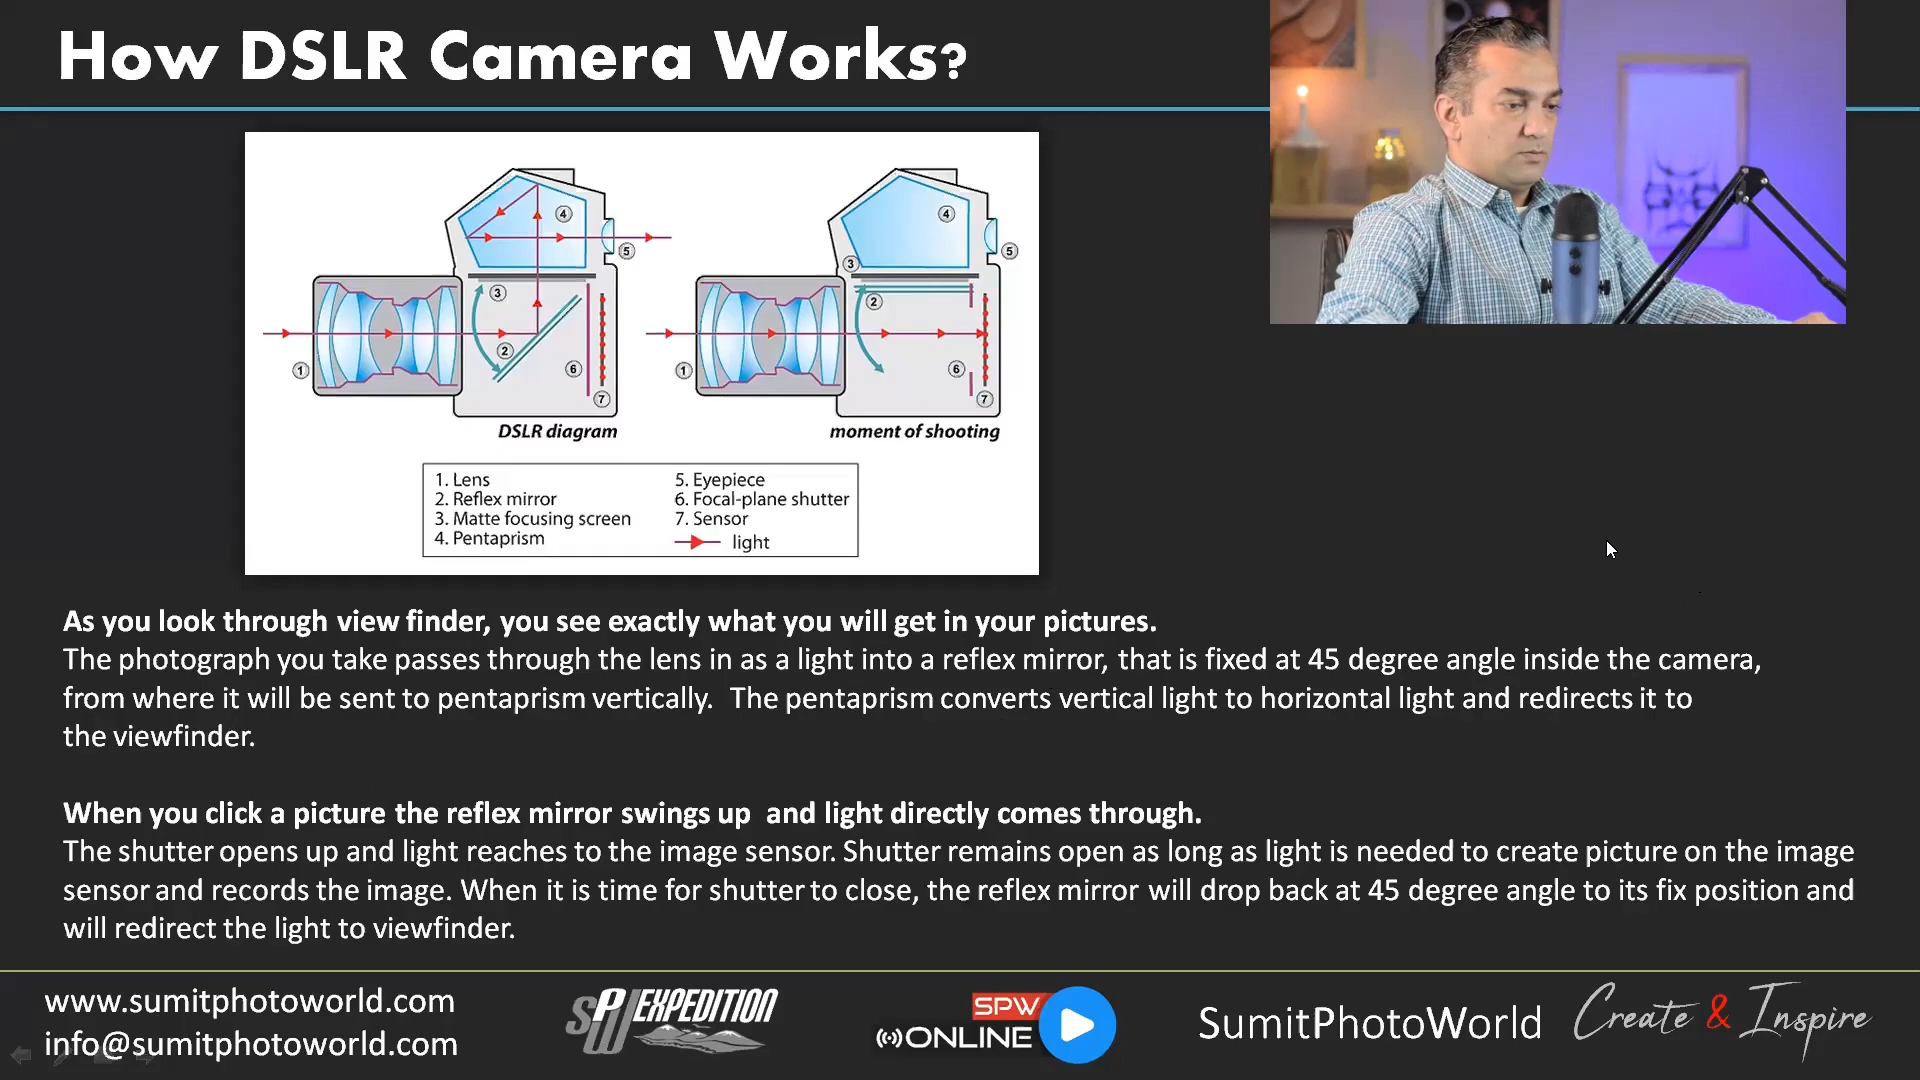 How DSLR Camera Works?
4
5
3
2
1
6
7
DSLR diagram
4
5
3
2
1
6
7
moment of shooting
1. Lens
2. Reflex mirror
3. Matte focusing screen
4. Pentaprism
5. Eyepiece
6. Focal-plane shutter
7. Sensor
light
As you look through view finder, you see exactly what you will get in your pictures.
The photograph you take passes through the lens in as a light into a reflex mirror, that is fixed at 45 degree angle inside the camera,
from where it will be sent to pentaprism vertically.  The pentaprism converts vertical light to horizontal light and redirects it to
the viewfinder.
When you click a picture the reflex mirror swings up  and light directly comes through.
The shutter opens up and light reaches to the image sensor. Shutter remains open as long as light is needed to create picture on the image
sensor and records the image. When it is time for shutter to close, the reflex mirror will drop back at 45 degree angle to its fix position and
will redirect the light to viewfinder.
www.sumitphotoworld.com
info@sumitphotoworld.com
SPW EXPEDITION
SPW
ONLINE
SumitPhotoWorld
Create & Inspire